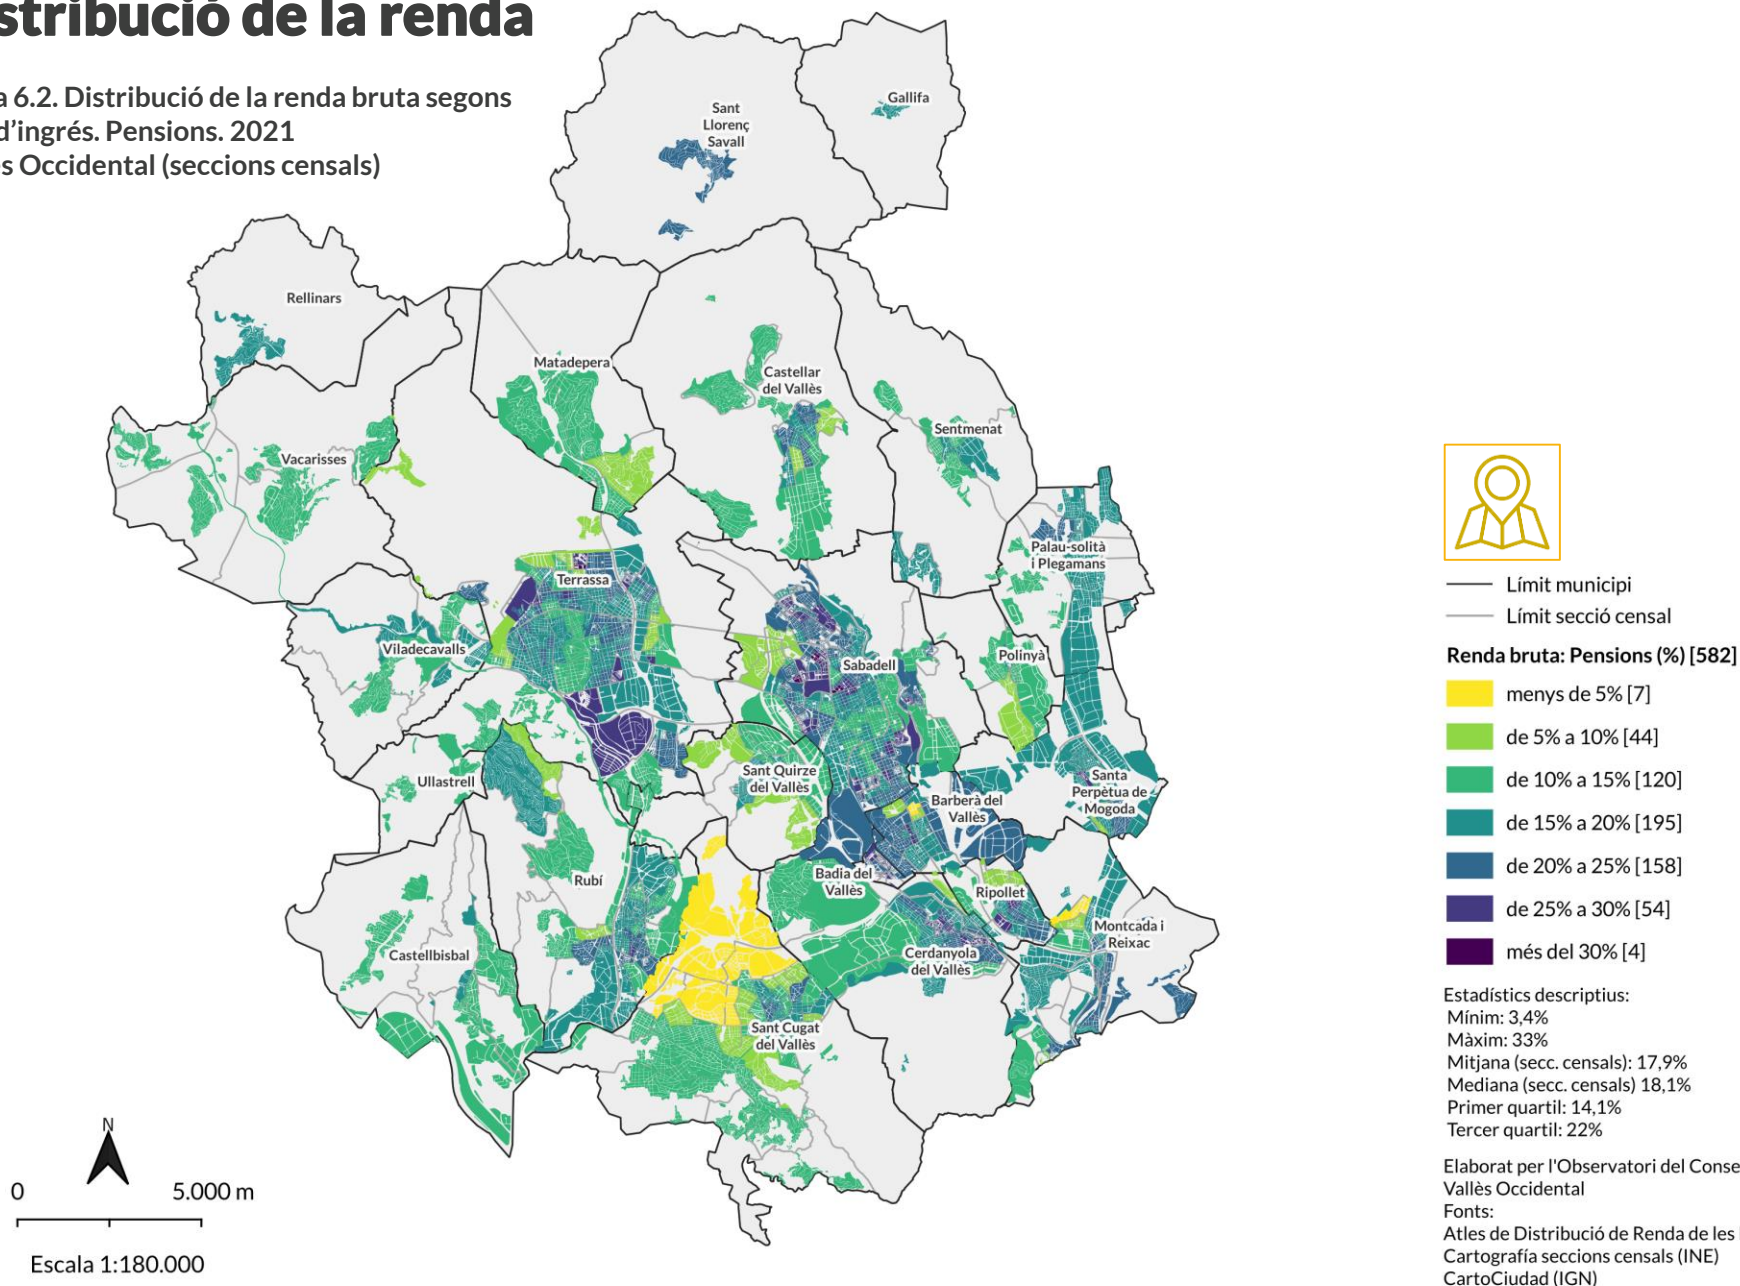 stribució de la renda
a 6.2. Distribució de la renda bruta segons
d'ingrés. Pensions. 2021
s Occidental (seccions censals)
Gallifa
Sant
Llorenç
Savall
Rellinars
Matadepera
Castellar
del Vallès
Sentmenat
Vacarisses
Palau-solità
i Plegamans
Terrassa
Viladecavalls
Sabadell
Polinyà
Ullastrell
Sant Quirze
del Vallès
Santa
Perpètua de
Mogoda
Barberà del
Vallès
Rubí
Badia del
Vallès
Ripollet
Montcada i
Reixac
Castellbisbal
Cerdanyola
del Vallès
Sant Cugat
del Vallès
N
0 5.000 m
Escala 1:180.000
Límit municipi
Límit secció censal
Renda bruta: Pensions (%) [582]
menys de 5% [7]
de 5% a 10% [44]
de 10% a 15% [120]
de 15% a 20% [195]
de 20% a 25% [158]
de 25% a 30% [54]
més del 30% [4]
Estadístics descriptius:
Mínim: 3,4%
Màxim: 33%
Mitjana (secc. censals): 17,9%
Mediana (secc. censals) 18,1%
Primer quartil: 14,1%
Tercer quartil: 22%
Elaborat per l'Observatori del Conse
Vallès Occidental
Fonts:
Atles de Distribució de Renda de les
Cartografía seccions censals (INE)
CartoCiudad (IGN)